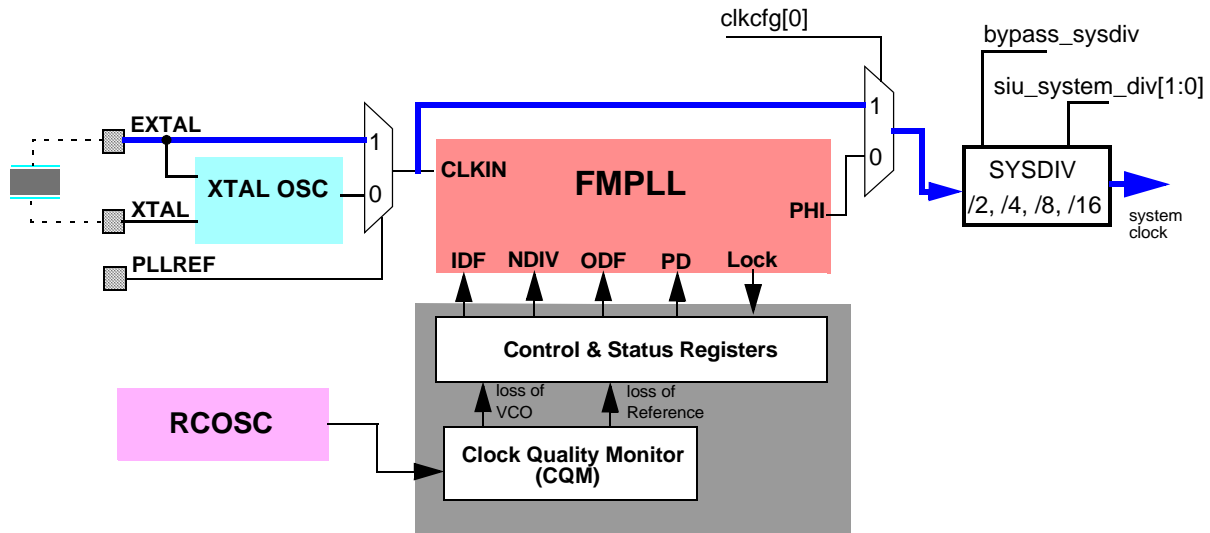 clkcfg[0]
bypass_sysdiv
siu_system_div[1:0]
EXTAL
1
1
XTAL OSC
0
CLKIN
FMPLL
0
SYSDIV
/2, /4, /8, /16
XTAL
PHI
system
clock
PLLREF
IDF NDIV ODF PD Lock
Control & Status Registers
loss of
VCO
loss of
Reference
RCOSC
Clock Quality Monitor
(CQM)